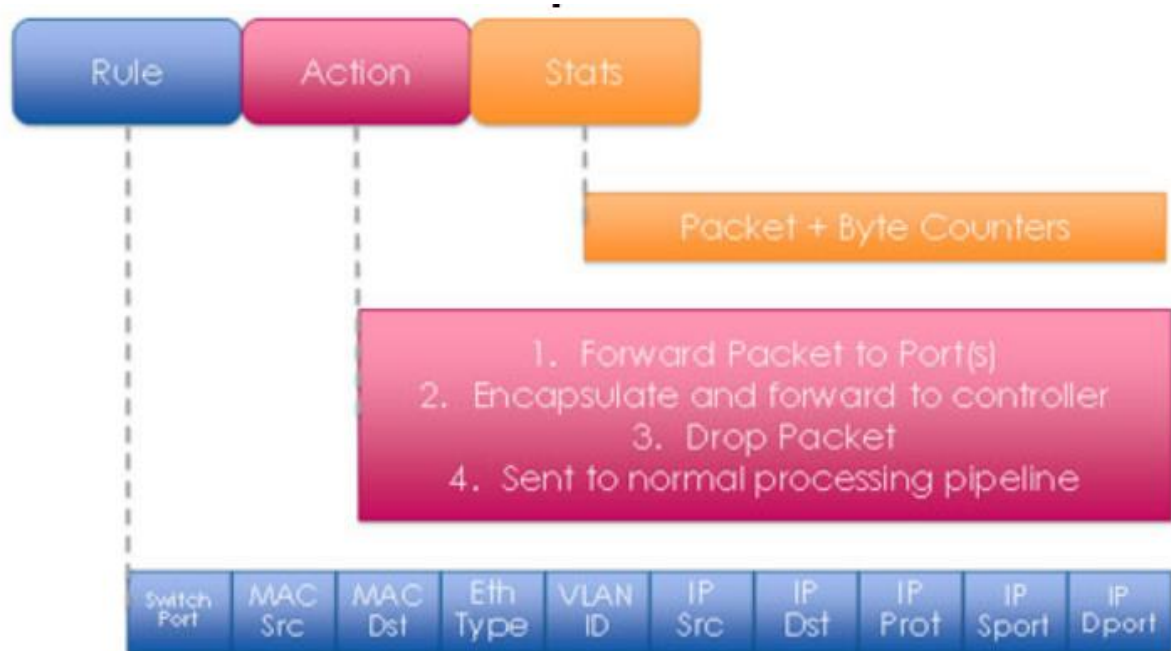 Rule Action Stats
Packet + Byte Counters
1. Forward Packet to Port(s)
2. Encapsulate and forward to controller
3. Drop Packet
4. Sent to normal processing pipeline
Switch Port
MAC Src
MAC Dst
Eth Type
VLAN ID
IP Src
IP Dst
IP Prot
IP Sport
IP Dport